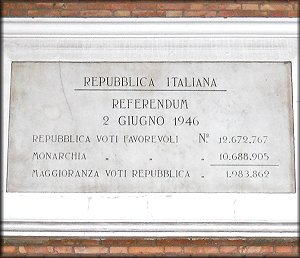 REPUBBLICA ITALIANA
REFERENDUM
2 GIUGNO 1946
REPUBBLICA VOTI FAVOREVOLI No 12.672.767
MONARCHIA " " " 10.688.905
MAGGIORANZA VOTI REPUBBLICA " 1.983.862